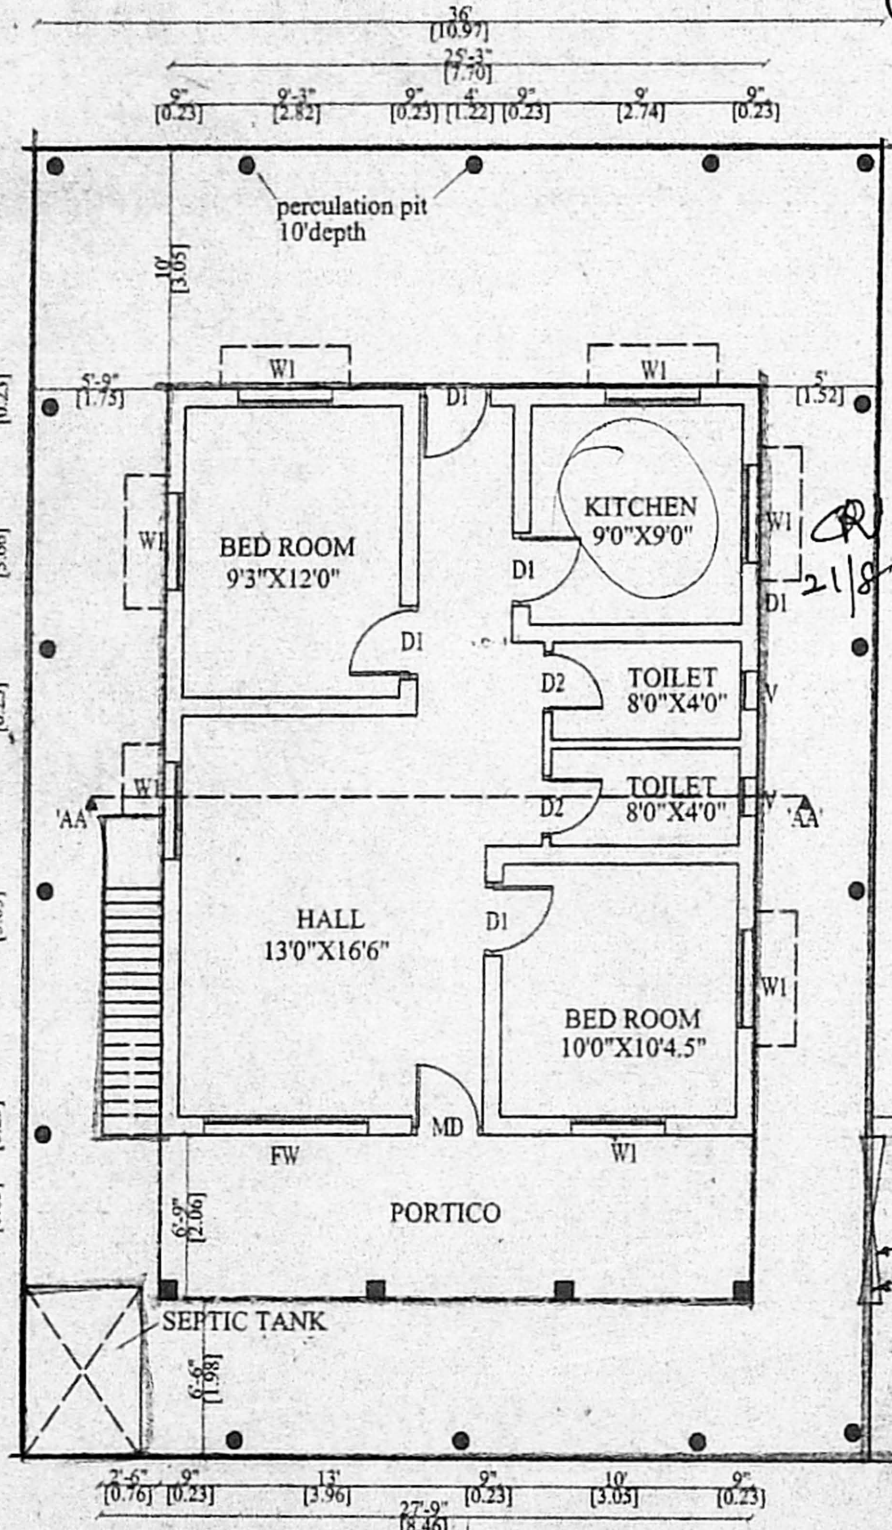 36'
[10.97]
25'-3"
[7.70]
9" 9'-3" 9" 4' 9" 9' 9"
[0.23] [2.82] [0.23] [1.22] [0.23] [2.74] [0.23]
perculation pit
10'depth
10'
[3.05]
W1 W1
5'-9" D1 5'
[1.75] [1.52]
[0.23]
KITCHEN
9'0"X9'0"
W1
W1
BED ROOM
9'3"X12'0"
D1
21/8
D1
D1
D2
TOILET
8'0"X4'0"
V
W1
TOILET
8'0"X4'0"
D2
V
'AA' 'AA'
HALL
13'0"X16'6"
D1
W1
BED ROOM
10'0"X10'4.5"
MD
FW W1
6'-9"
[2.06]
PORTICO
SEPTIC TANK
6'-6"
[1.98]
2'-6" 9" 13' 9" 10' 9"
[0.76] [0.23] [3.96] [0.23] [3.05] [0.23]
27'-9"
[8.46]